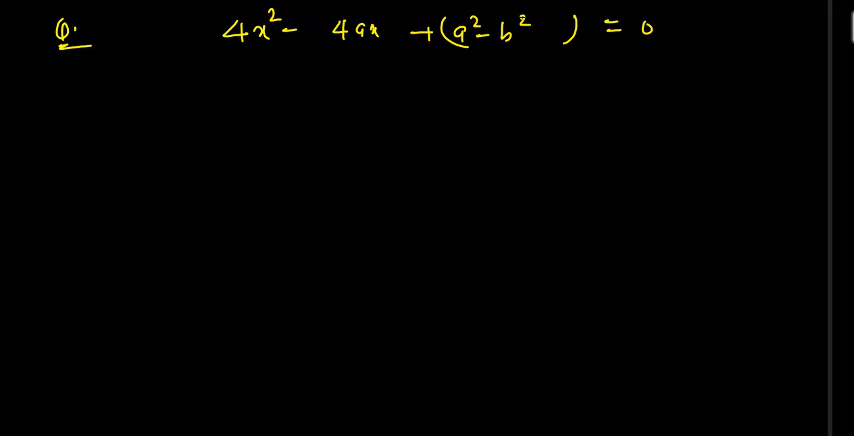 Q. 4x² - 4ax + (a² - b²) = 0